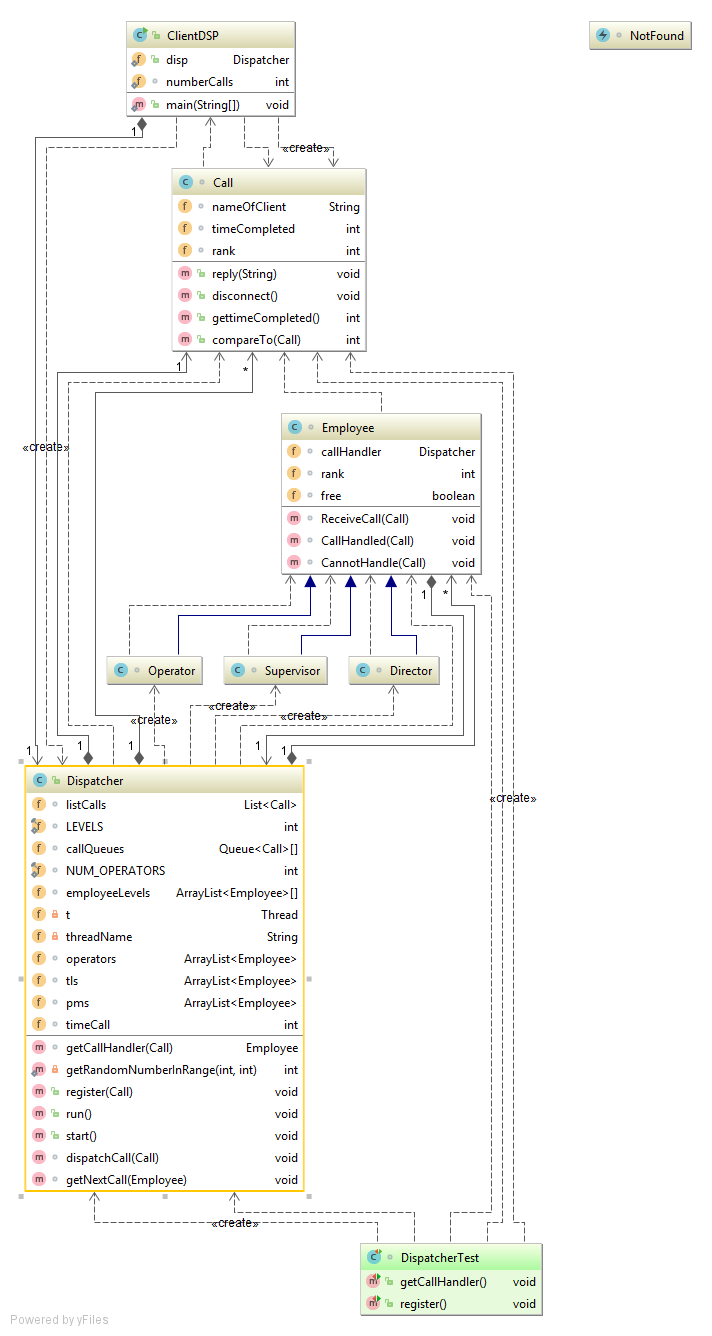 ClientDSP
disp Dispatcher
numberCalls int
main(String[]) void
NotFound
1
«create»
Call
nameOfClient String
timeCompleted int
rank int
reply(String) void
disconnect() void
gettimeCompleted() int
compareTo(Call) int
1
*
«create»
Employee
callHandler Dispatcher
rank int
free boolean
ReceiveCall(Call) void
CallHandled(Call) void
CannotHandle(Call) void
1
*
Operator
Supervisor
Director
«create»
«create»
«create»
1
1
1
1
1
«create»
Dispatcher
listCalls List<Call>
LEVELS int
callQueues Queue<Call>[]
NUM_OPERATORS int
employeeLevels ArrayList<Employee>[]
t Thread
threadName String
operators ArrayList<Employee>
tls ArrayList<Employee>
pms ArrayList<Employee>
timeCall int
getCallHandler(Call) Employee
getRandomNumberInRange(int, int) int
register(Call) void
run() void
start() void
dispatchCall(Call) void
getNextCall(Employee) void
«create»
DispatcherTest
getCallHandler() void
register() void
Powered by yFiles